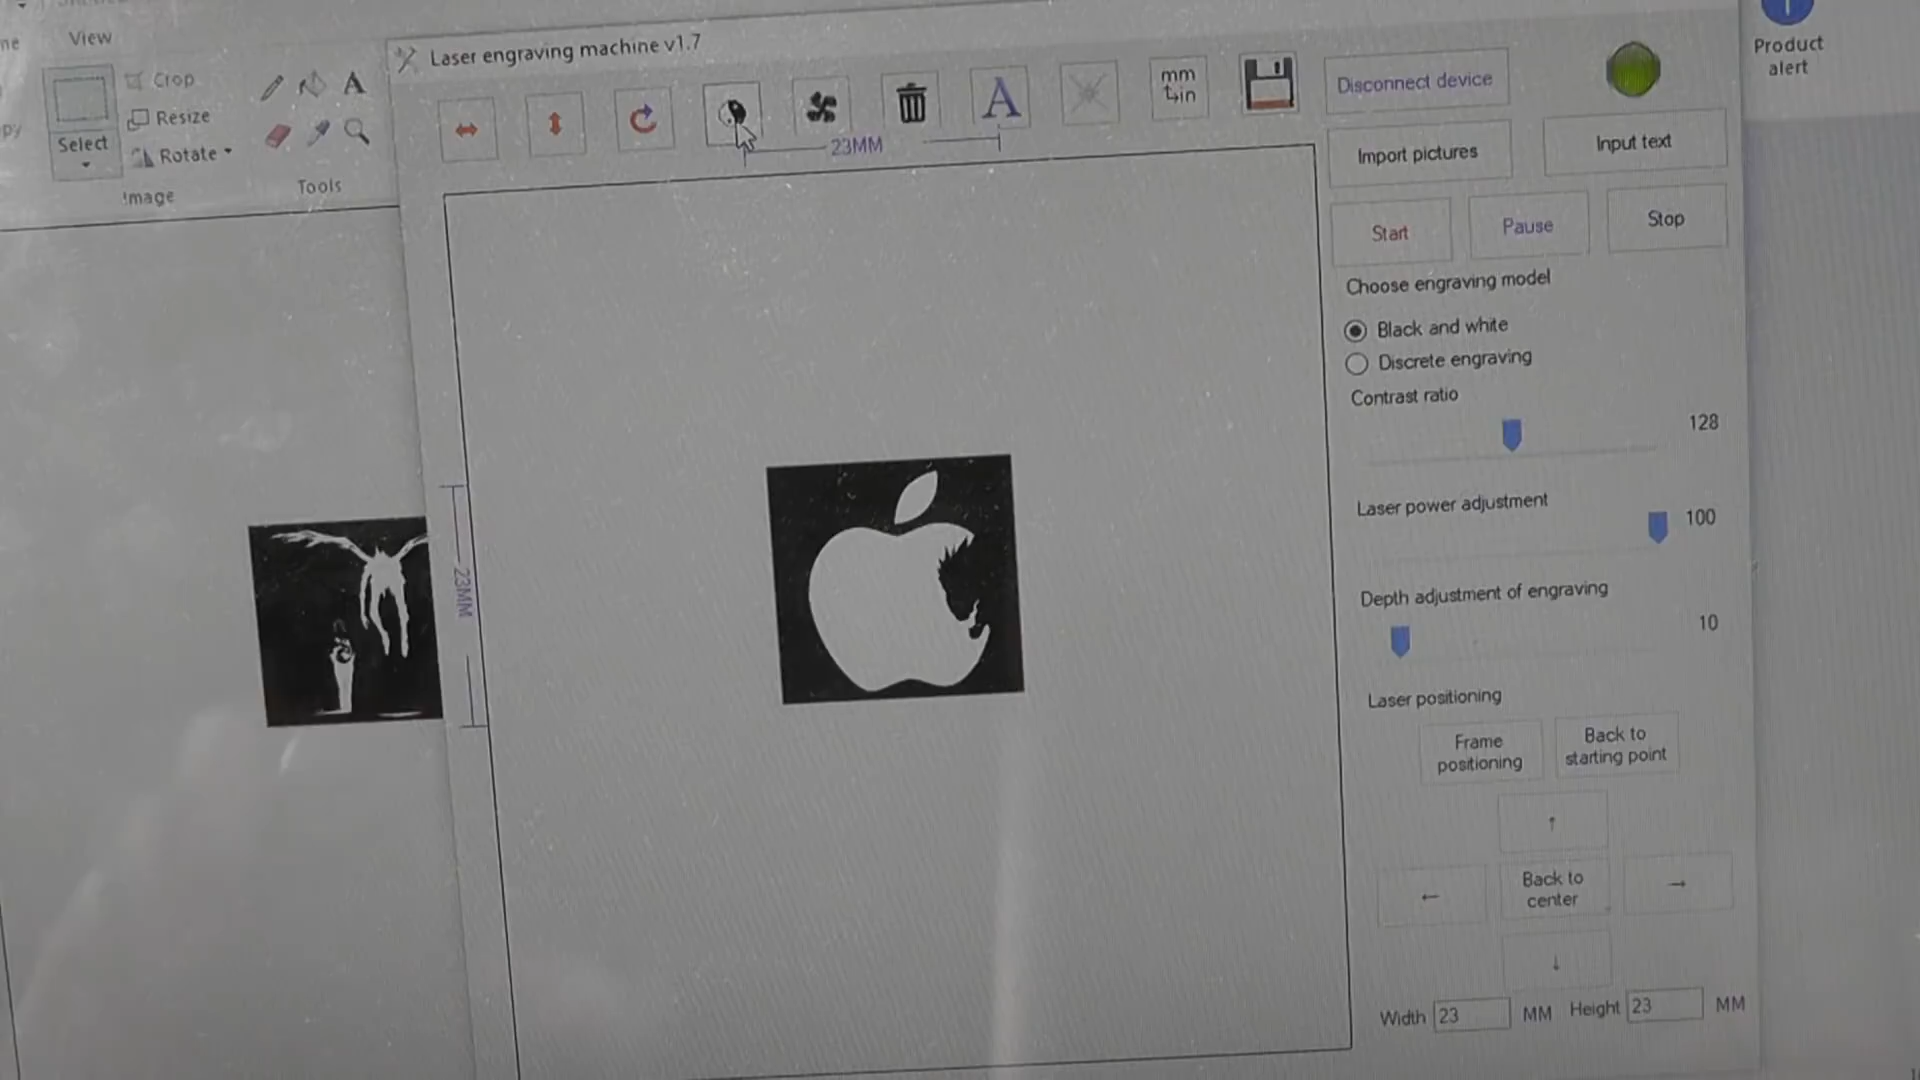 View
Crop
Resize
Rotate
Select
Image
Tools
A
Laser engraving machine v1.7
A
mm
in
23MM
23MM
Disconnect device
Import pictures
Input text
Start
Pause
Stop
Choose engraving model
Black and white
Discrete engraving
Contrast ratio
128
Laser power adjustment
100
Depth adjustment of engraving
10
Laser positioning
Frame
positioning
Back to
starting point
↑
←
Back to
center
→
↓
Width 23 MM Height 23 MM
Product
alert